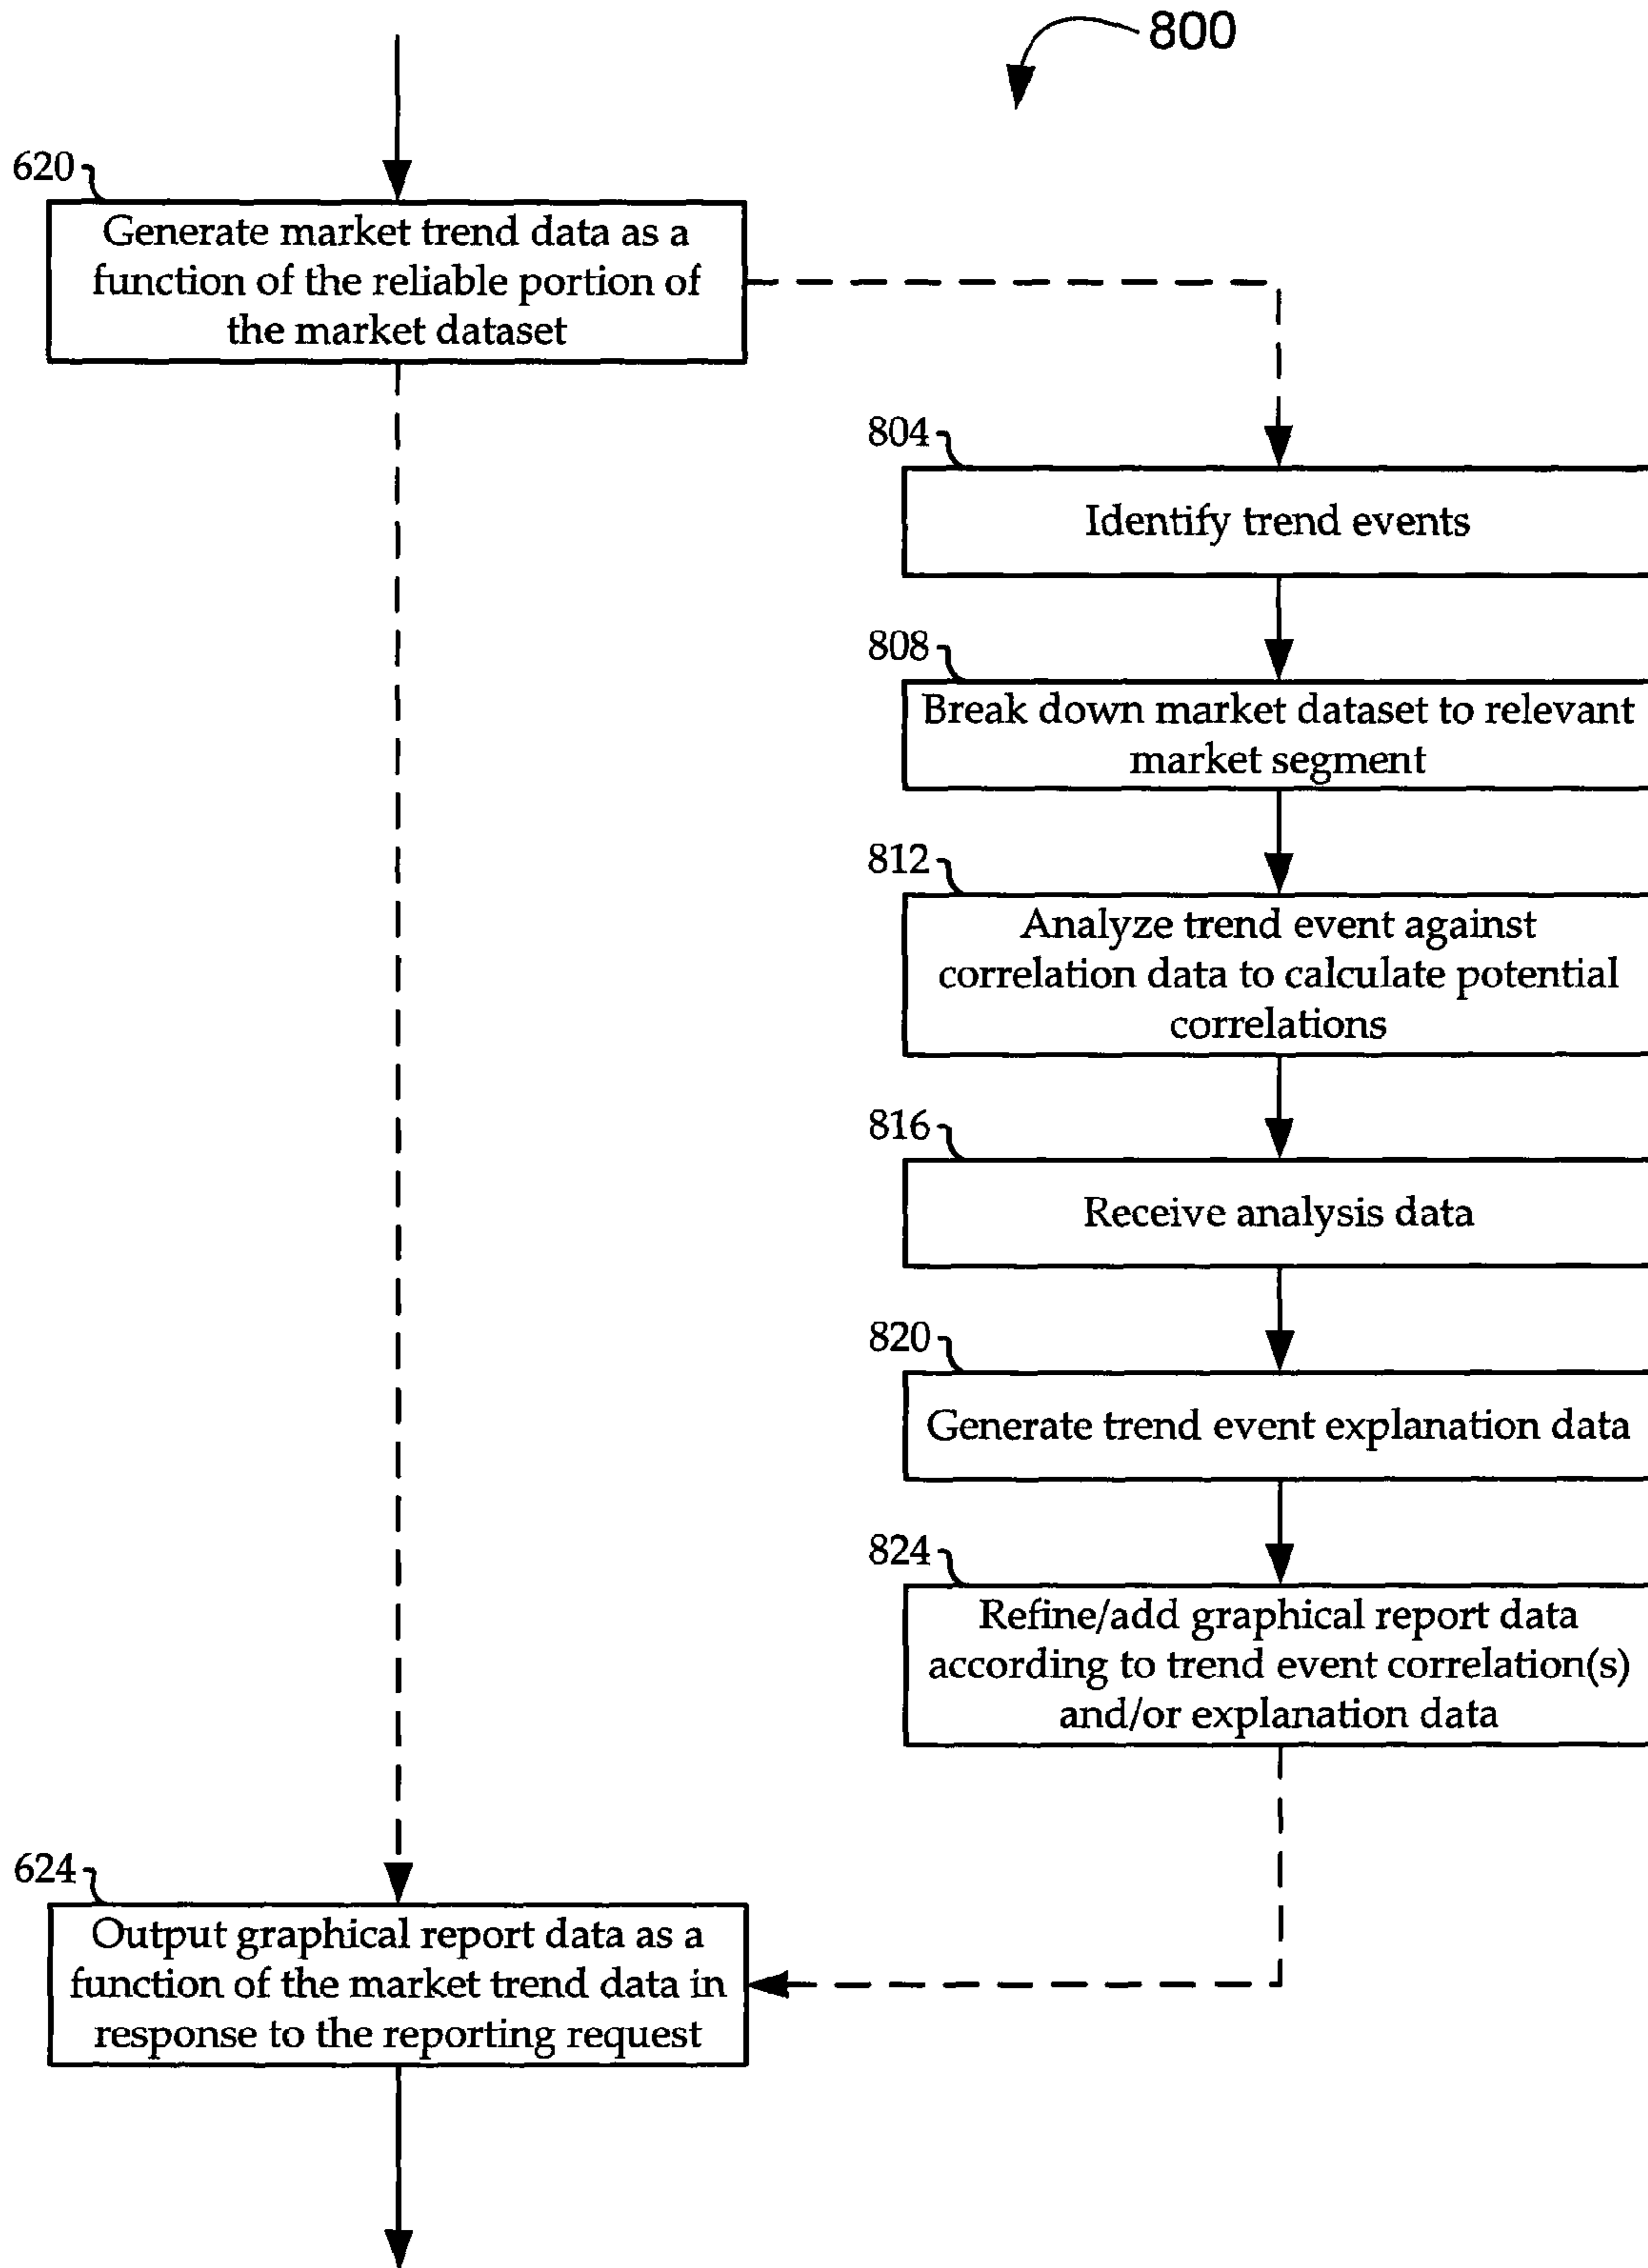 800
620
Generate market trend data as a
function of the reliable portion of
the market dataset
804
Identify trend events
808
Break down market dataset to relevant
market segment
812
Analyze trend event against
correlation data to calculate potential
correlations
816
Receive analysis data
820
Generate trend event explanation data
824
Refine/add graphical report data
according to trend event correlation(s)
and/or explanation data
624
Output graphical report data as a
function of the market trend data in
response to the reporting request